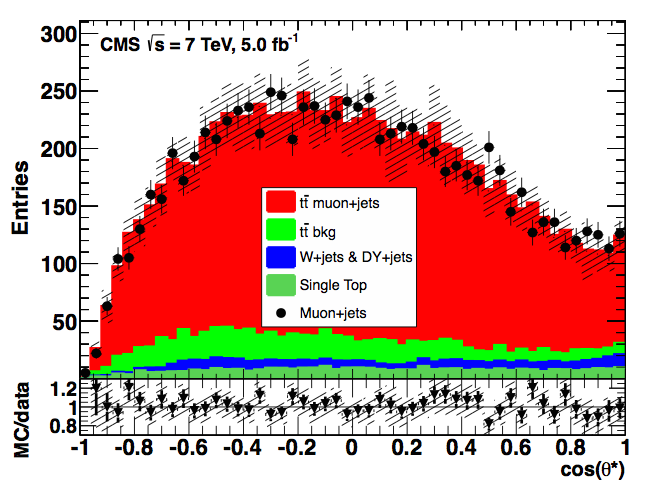 CMS √s = 7 TeV, 5.0 fb⁻¹
300
250
200
150
100
50
Entries
tt̄ muon+jets
tt̄ bkg
W+jets & DY+jets
Single Top
Muon+jets
1.2
1
0.8
MC/data
-1 -0.8 -0.6 -0.4 -0.2 0 0.2 0.4 0.6 0.8 1
cos(θ*)